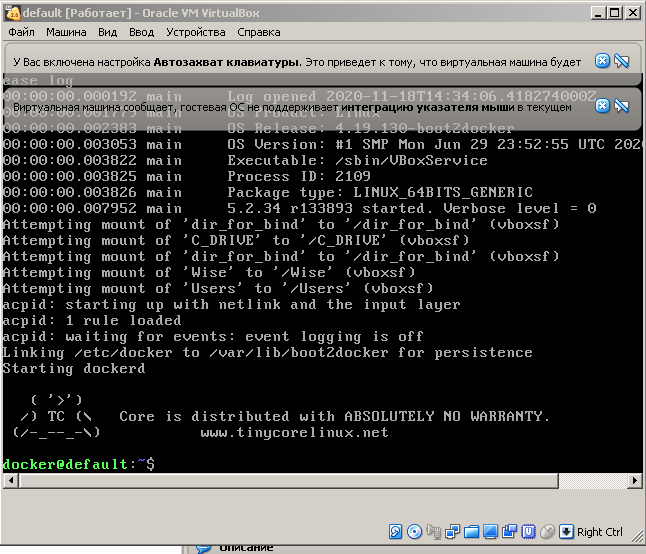 default [Работает] - Oracle VM VirtualBox
Файл Машина Вид Ввод Устройства Справка
У Вас включена настройка Автозахват клавиатуры. Это приведет к тому, что виртуальная машина будет
ease log
00:00:00.000192 main Log opened 2020-11-18T14:34:06.418274000Z
Виртуальная машина сообщает, гостевая ОС не поддерживает интеграцию указателя мыши в текущем
00:00:00.001779 main OS Product: Linux
00:00:00.002383 main OS Release: 4.19.130-boot2docker
00:00:00.003053 main OS Version: #1 SMP Mon Jun 29 23:52:55 UTC 202
00:00:00.003822 main Executable: /sbin/VBoxService
00:00:00.003825 main Process ID: 2109
00:00:00.003826 main Package type: LINUX_64BITS_GENERIC
00:00:00.007952 main 5.2.34 r133893 started. Verbose level = 0
Attempting mount of 'dir_for_bind' to '/dir_for_bind' (vboxsf)
Attempting mount of 'C_DRIVE' to '/C_DRIVE' (vboxsf)
Attempting mount of 'dir_for_bind' to '/dir_for_bind' (vboxsf)
Attempting mount of 'Wise' to '/Wise' (vboxsf)
Attempting mount of 'Users' to '/Users' (vboxsf)
acpid: starting up with netlink and the input layer
acpid: 1 rule loaded
acpid: waiting for events: event logging is off
Linking /etc/docker to /var/lib/boot2docker for persistence
Starting dockerd
( '>')
/) TC (\ Core is distributed with ABSOLUTELY NO WARRANTY.
(/-_--_-\) www.tinycorelinux.net
docker@default:~$
Right Ctrl
Описание